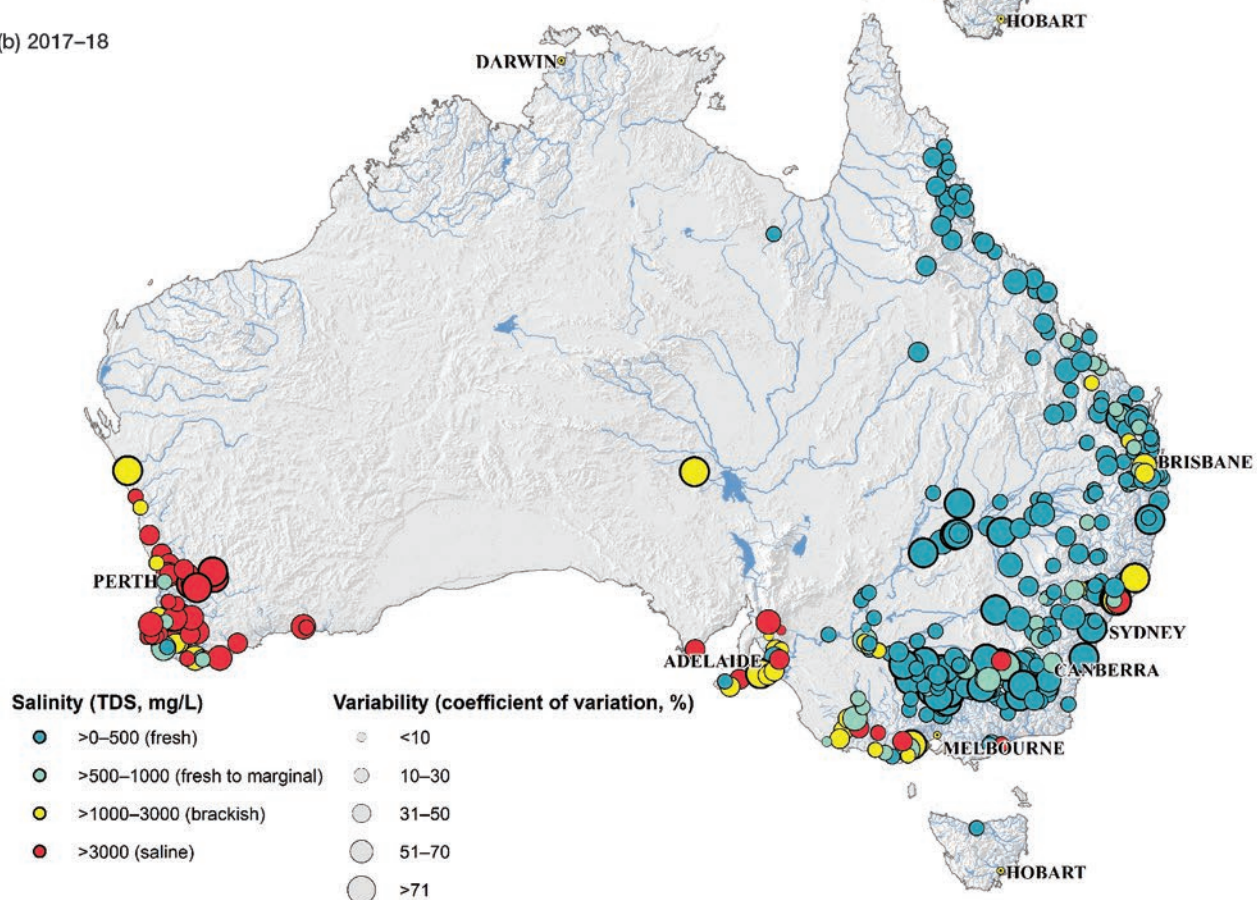 HOBART
(b) 2017–18
DARWIN
BRISBANE
PERTH
SYDNEY
ADELAIDE
CANBERRA
MELBOURNE
HOBART
Salinity (TDS, mg/L)
>0–500 (fresh)
>500–1000 (fresh to marginal)
>1000–3000 (brackish)
>3000 (saline)
Variability (coefficient of variation, %)
<10
10–30
31–50
51–70
>71